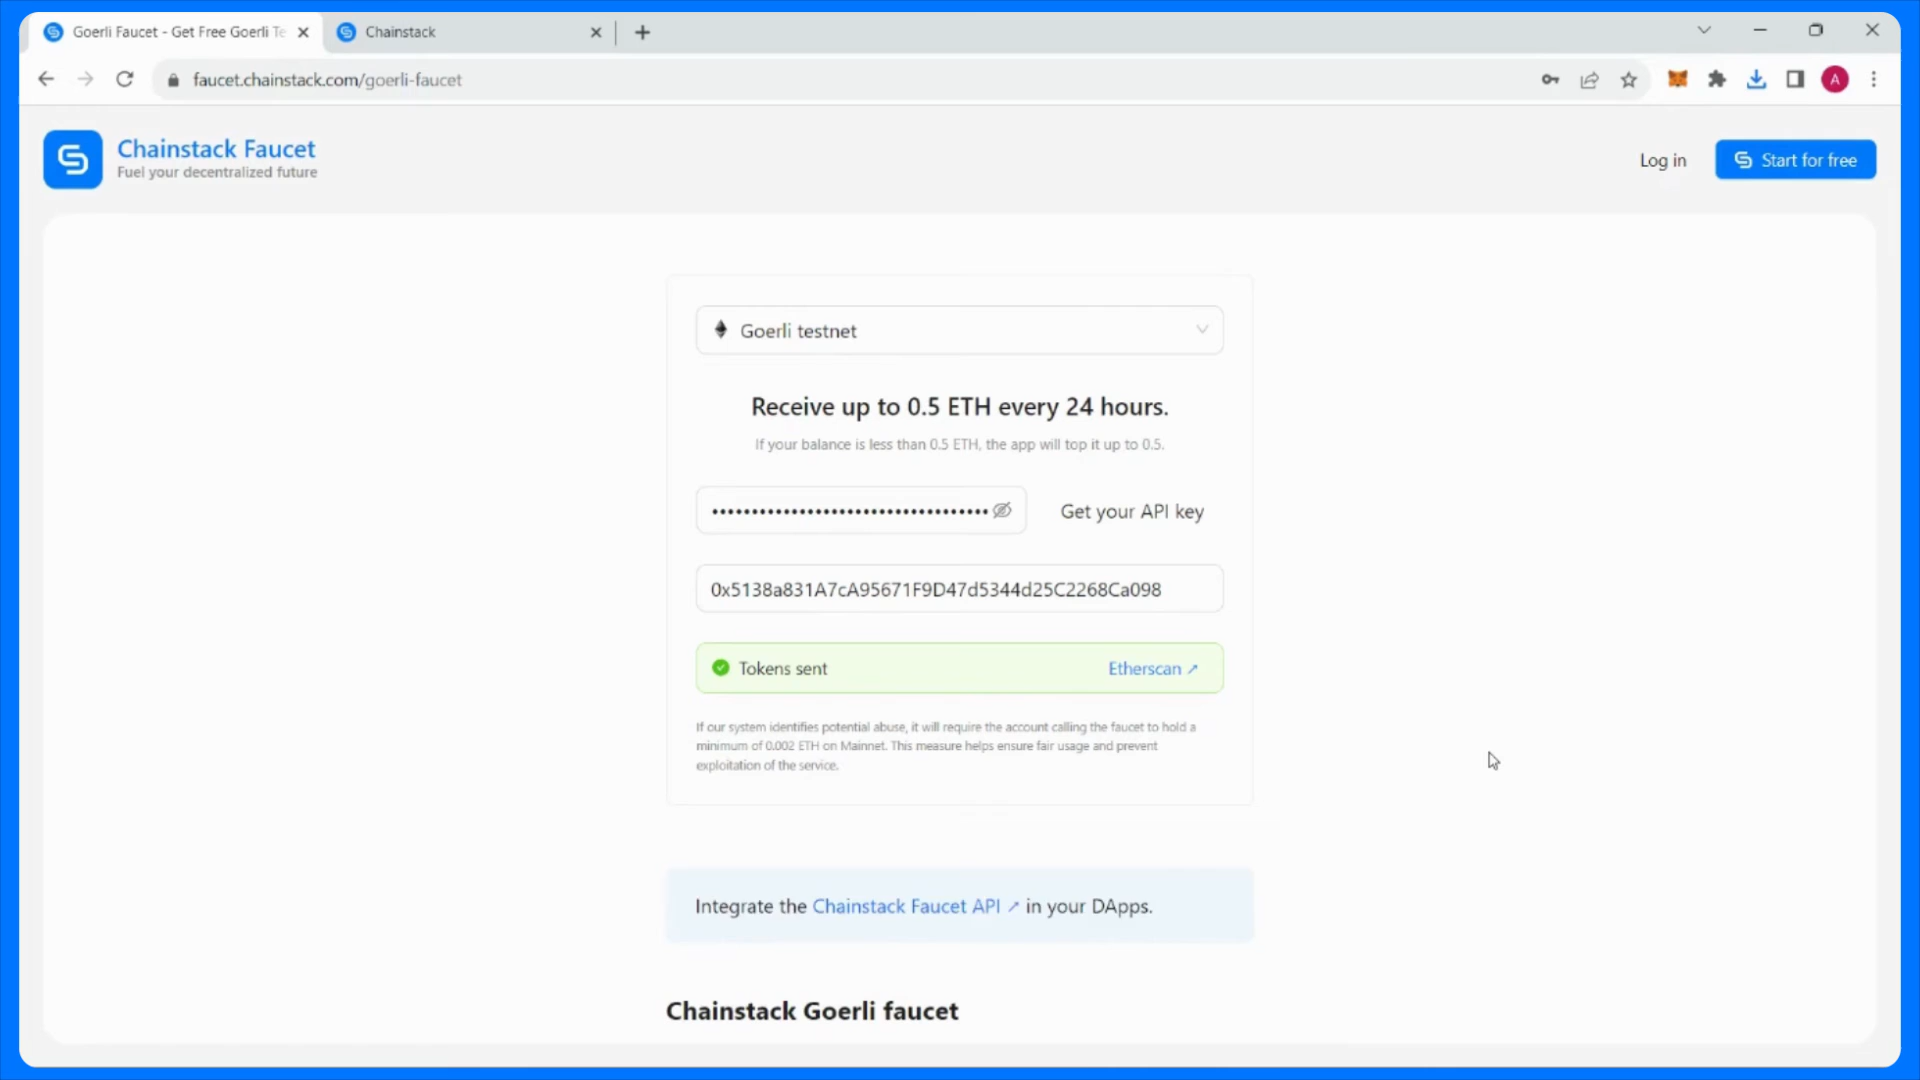 Goerli Faucet - Get Free Goerli Te
Chainstack
faucet.chainstack.com/goerli-faucet
A
Chainstack Faucet
Fuel your decentralized future
Log in
Start for free
Goerli testnet
Receive up to 0.5 ETH every 24 hours.
If your balance is less than 0.5 ETH, the app will top it up to 0.5.
Get your API key
0x5138a831A7cA95671F9D47d5344d25C2268Ca098
Tokens sent
Etherscan ↗
If our system identifies potential abuse, it will require the account calling the faucet to hold a
minimum of 0.002 ETH on Mainnet. This measure helps ensure fair usage and prevent
exploitation of the service.
Integrate the Chainstack Faucet API ↗ in your DApps.
Chainstack Goerli faucet